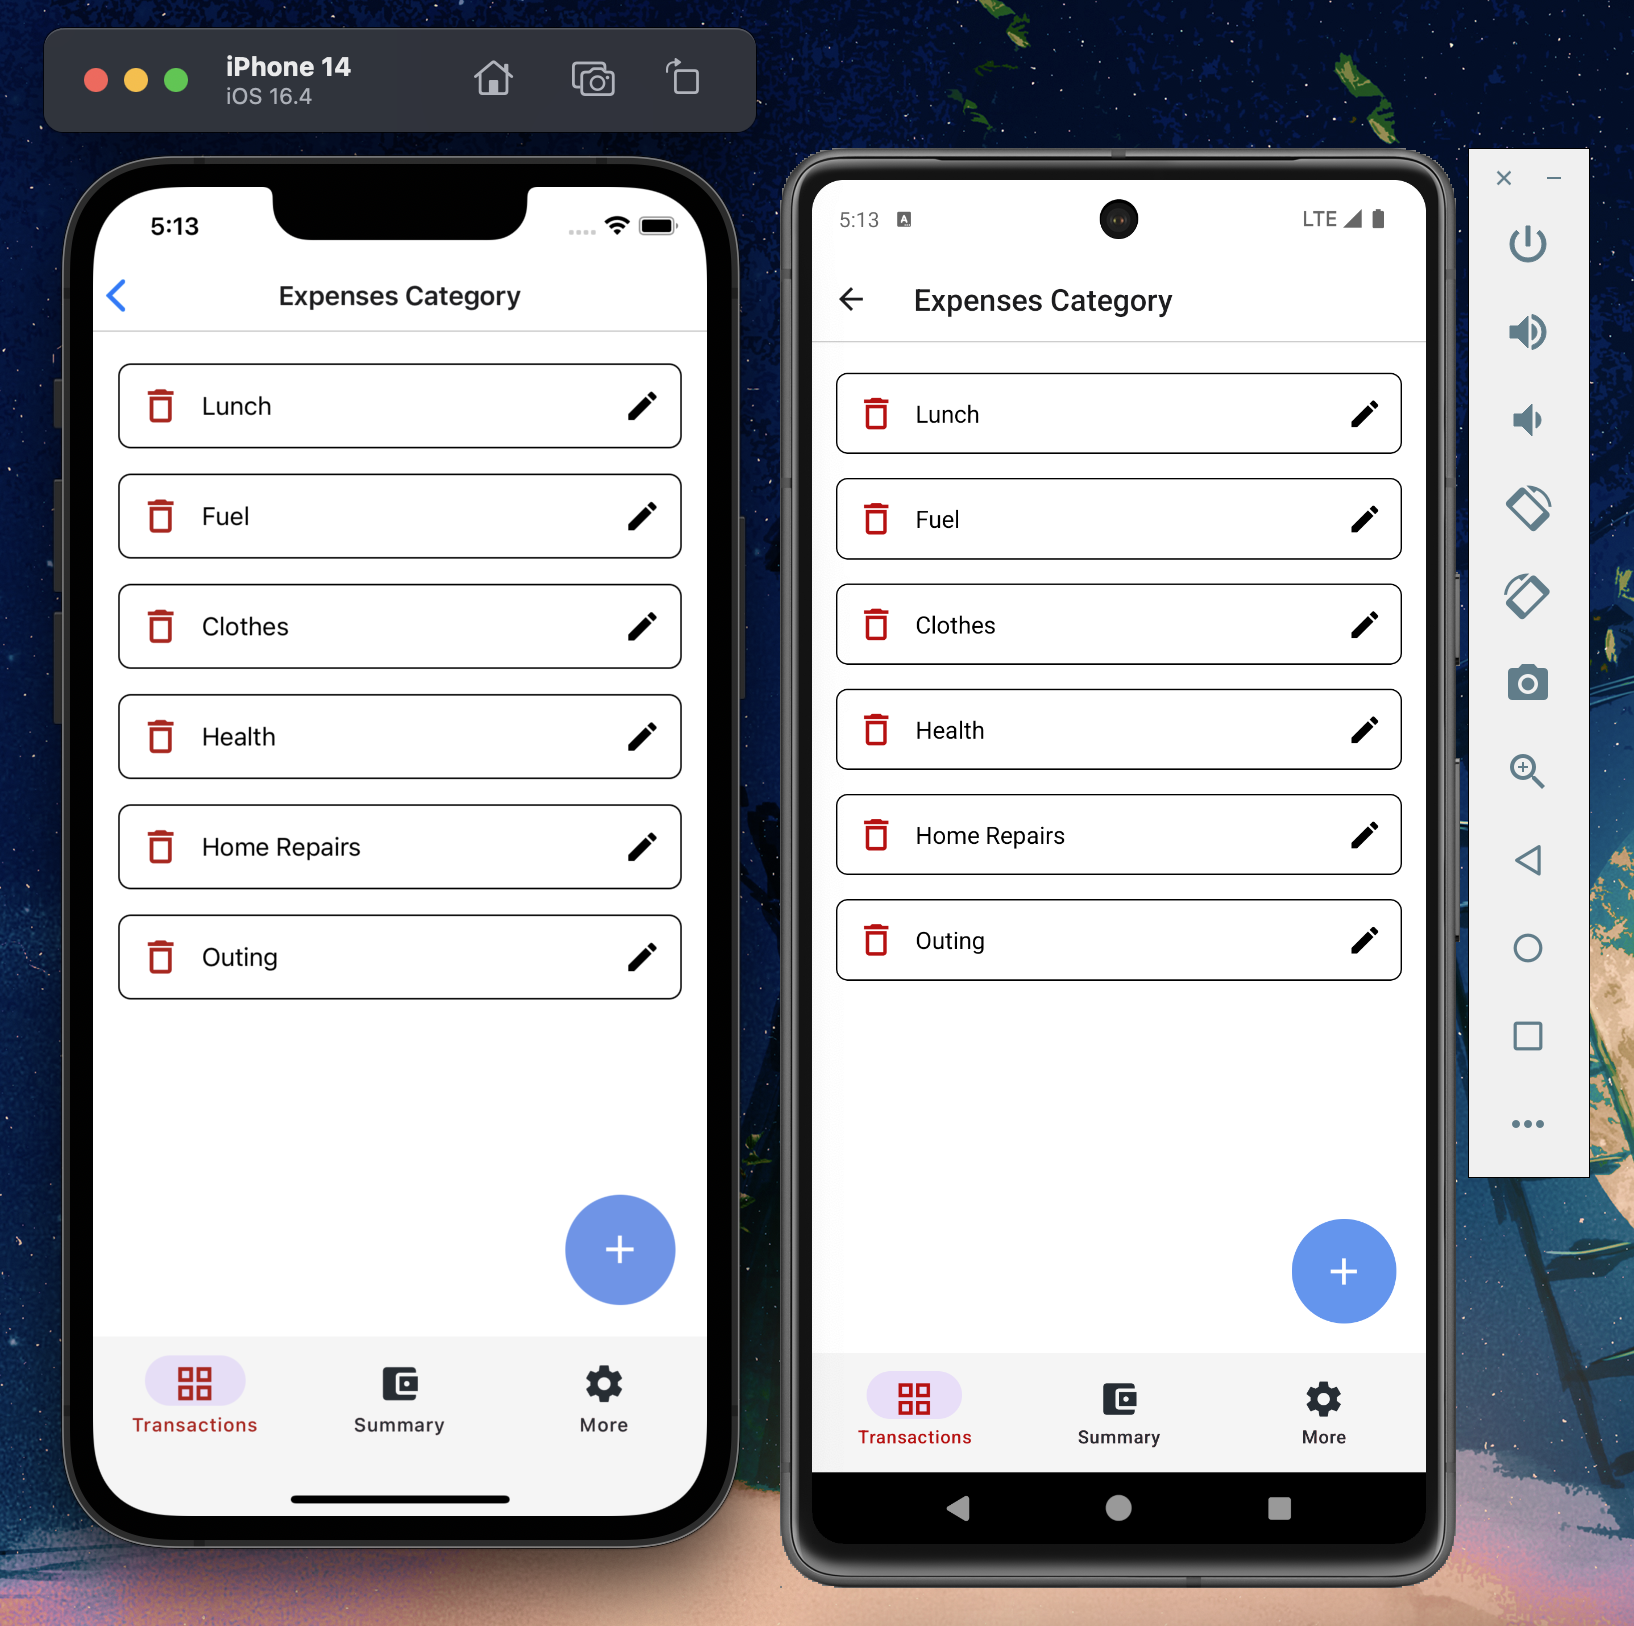 iPhone 14
iOS 16.4
5:13
Expenses Category
Lunch
Fuel
Clothes
Health
Home Repairs
Outing
Transactions
Summary
More
5:13
A
LTE
Expenses Category
Lunch
Fuel
Clothes
Health
Home Repairs
Outing
Transactions
Summary
More